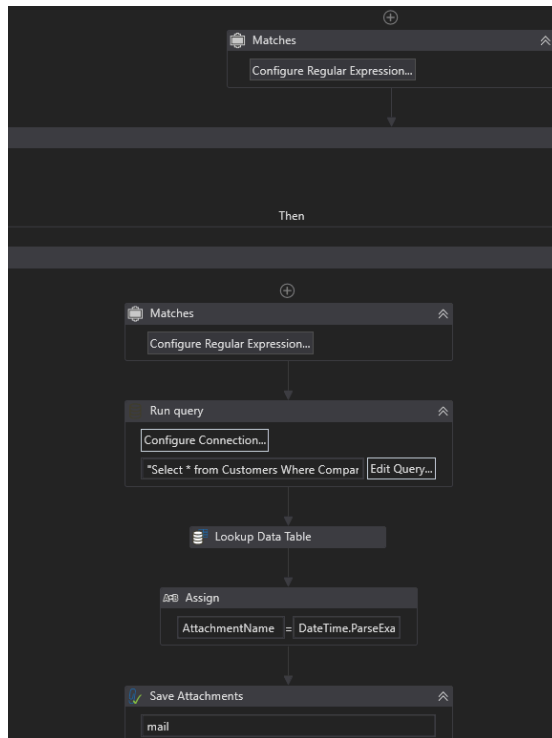 Matches
Configure Regular Expression...
Then
Matches
Configure Regular Expression...
Run query
Configure Connection...
"Select * from Customers Where Compar Edit Query...
Lookup Data Table
A=B Assign
AttachmentName = DateTime.ParseExa
Save Attachments
mail